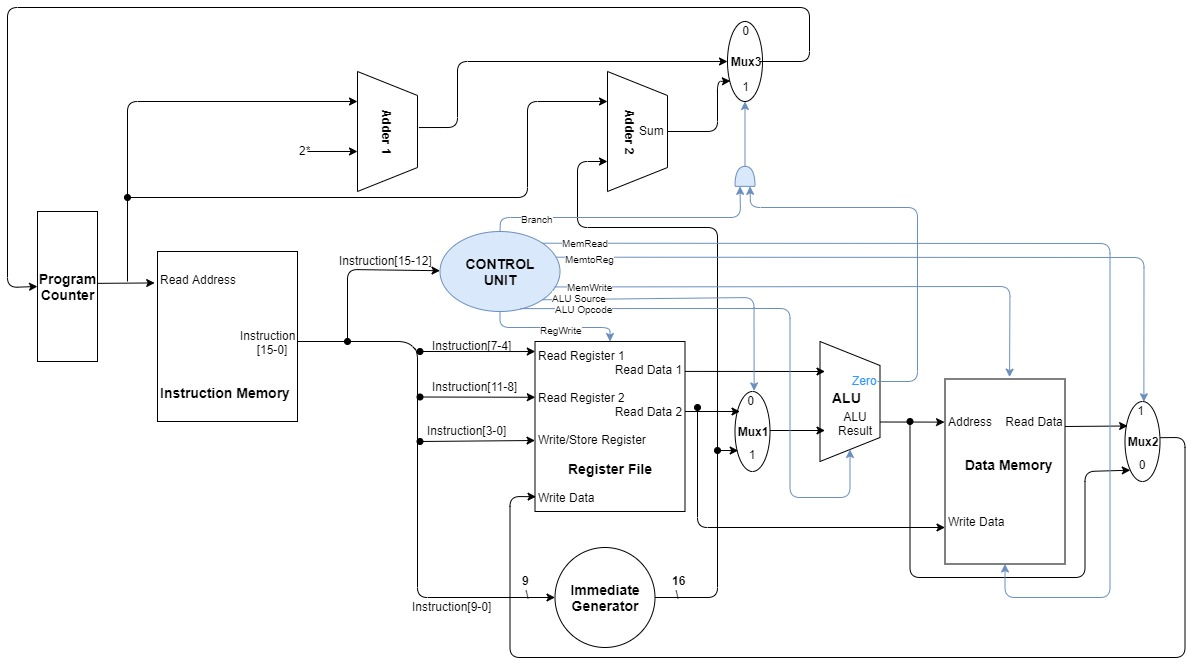 0
Mux3
1
Adder 1
2*
Adder 2
Sum
Branch
MemRead
MemtoReg
MemWrite
ALU Source
ALU Opcode
RegWrite
CONTROL
UNIT
Program
Counter
Read Address
Instruction
[15-0]
Instruction Memory
Instruction[15-12]
Instruction[7-4]
Instruction[11-8]
Instruction[3-0]
Instruction[9-0]
Read Register 1
Read Data 1
Read Register 2
Read Data 2
Write/Store Register
Register File
Write Data
0
Mux1
1
Zero
ALU
ALU
Result
Address
Read Data
Data Memory
Write Data
1
Mux2
0
9
Immediate
Generator
16